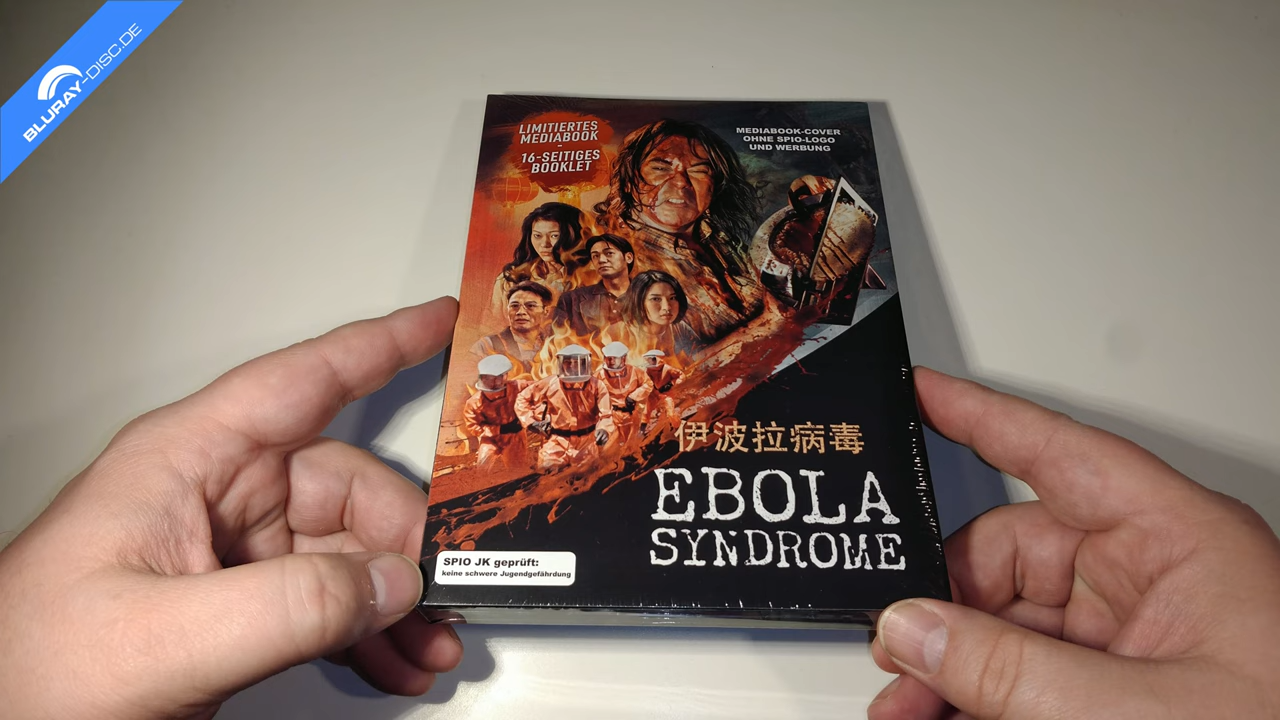 BLURAY-DISC.DE
LIMITIERTES
MEDIABOOK
-
16-SEITIGES
BOOKLET
MEDIABOOK-COVER
OHNE SPIO-LOGO
UND WERBUNG
伊波拉病毒
EBOLA
SYNDROME
SPIO JK geprüft:
keine schwere Jugendgefährdung